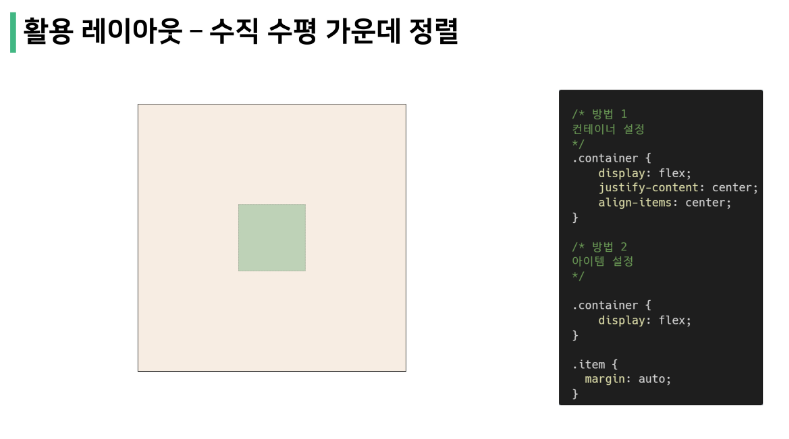 활용 레이아웃 – 수직 수평 가운데 정렬
/* 방법 1
컨테이너 설정
*/
.container {
    display: flex;
    justify-content: center;
    align-items: center;
}
/* 방법 2
아이템 설정
*/
.container {
    display: flex;
}
.item {
  margin: auto;
}